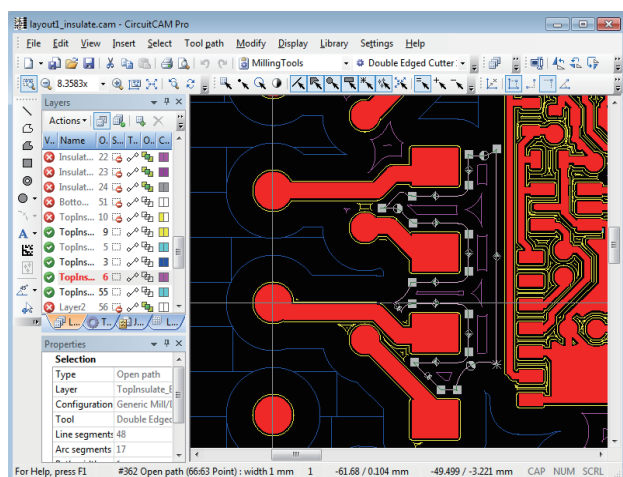 layout1_insulate.cam - CircuitCAM Pro
File Edit View Insert Select Tool path Modify Display Library Settings Help
MillingTools Double Edged Cutter:
8.3583x
Layers
Actions
V.. Name O. S... T.. O.. C..
Insulat... 22
Insulat... 23
Insulat... 24
Botto... 51
TopIns... 10
TopIns... 9
TopIns... 5
TopIns... 3
TopIns... 6
TopIns... 55
Layer2 56
L... T.. J... L...
Properties
Selection
Type Open path
Layer TopInsulate_
Configuration Generic Mill/
Tool Double Edged
Line segments 48
Arc segments 17
For Help, press F1 #362 Open path (66:63 Point) : width 1 mm 1 -61.68 / 0.104 mm -49.499 / -3.221 mm CAP NUM SCRL